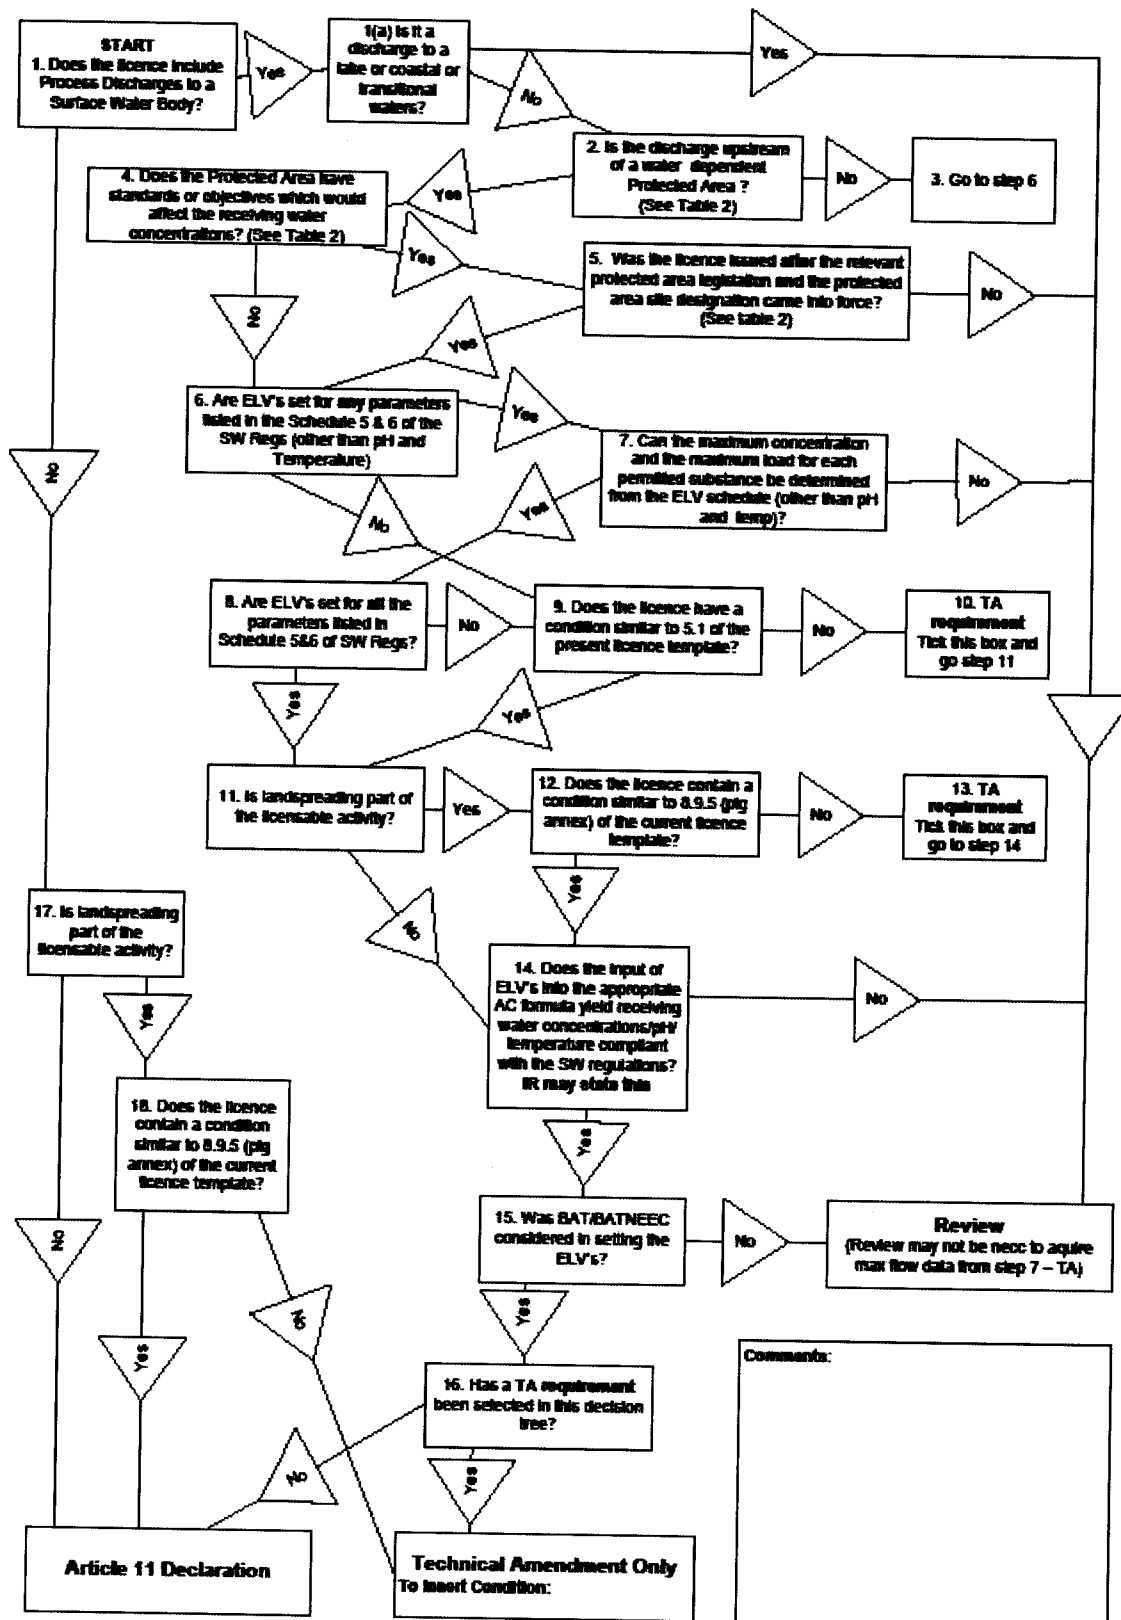 START
1. Does the licence include
Process Discharges to a
Surface Water Body?
Yes
1(a) Is it a
discharge to a
lake or coastal or
transitional
waters?
Yes
No
2. Is the discharge upstream
of a water dependent
Protected Area ?
(See Table 2)
No
3. Go to step 6
Yes
4. Does the Protected Area have
standards or objectives which would
affect the receiving water
concentrations? (See Table 2)
Yes
5. Was the licence issued after the relevant
protected area legislation and the protected
area site designation came into force?
(See table 2)
No
No
Yes
6. Are ELV's set for any parameters
listed in the Schedule 5 & 6 of the
SW Regs (other than pH and
Temperature)
Yes
7. Can the maximum concentration
and the maximum load for each
permitted substance be determined
from the ELV schedule (other than pH
and temp)?
No
No
No
Yes
8. Are ELV's set for all the
parameters listed in
Schedule 5&6 of SW Regs?
No
9. Does the licence have a
condition similar to 5.1 of the
present licence template?
No
10. TA
requirement
Tick this box and
go step 11
Yes
Yes
11. Is landspreading part of
the licensable activity?
Yes
12. Does the licence contain a
condition similar to 8.9.5 (pig
annex) of the current licence
template?
No
13. TA
requirement
Tick this box and
go to step 14
Yes
No
17. Is landspreading
part of the
licensable activity?
14. Does the input of
ELV's into the appropriate
AC formula yield receiving
water concentrations/pH/
temperature compliant
with the SW regulations?
IR may state this
No
Yes
18. Does the licence
contain a condition
similar to 8.9.5 (pig
annex) of the current
licence template?
Yes
15. Was BAT/BATNEEC
considered in setting the
ELV's?
No
Review
(Review may not be necc to aquire
max flow data from step 7 – TA)
No
No
Yes
Yes
16. Has a TA requirement
been selected in this decision
tree?
Comments:
No
Yes
Article 11 Declaration
Technical Amendment Only
To Insert Condition: